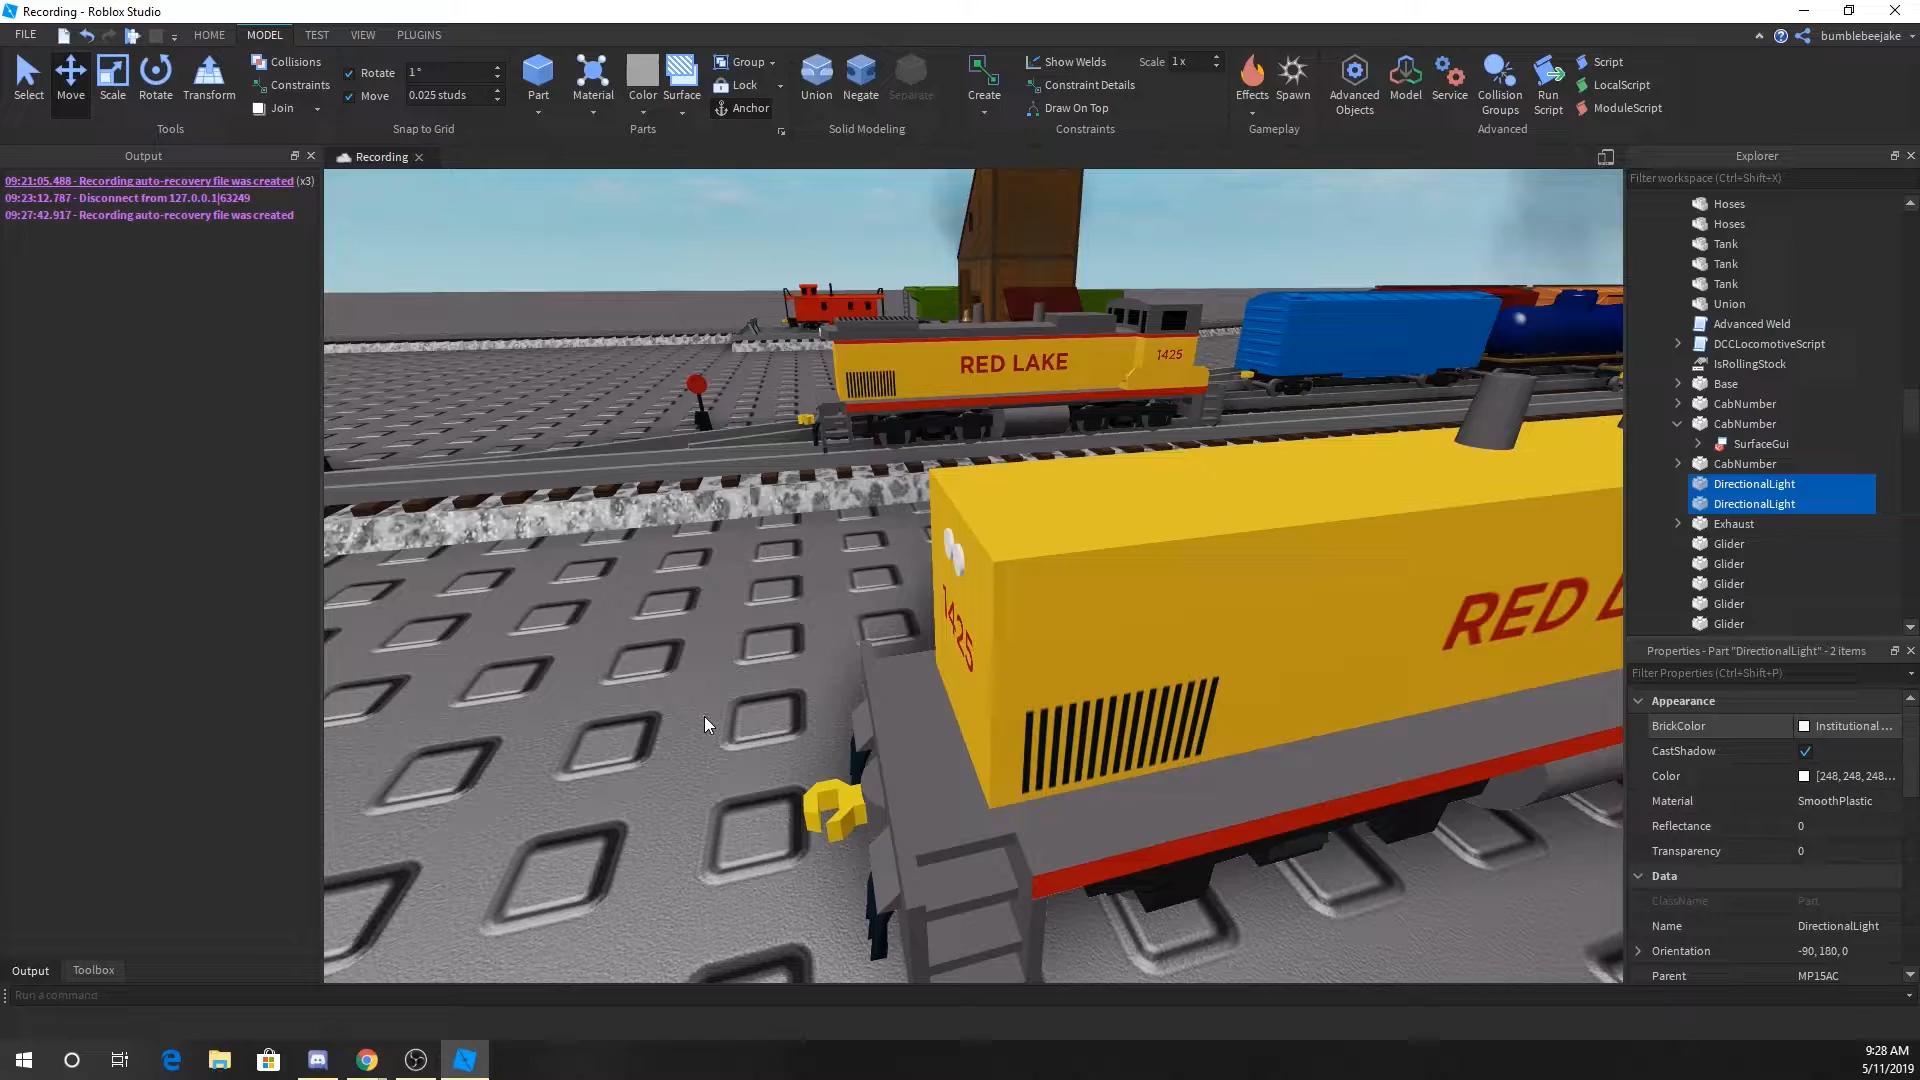 Recording - Roblox Studio
FILE
HOME
MODEL
TEST
VIEW
PLUGINS
bumblebeejake
Select
Move
Scale
Rotate
Transform
Collisions
Constraints
Join
Rotate
1 °
Move
0.025 studs
Part
Material
Color
Surface
Group
Lock
Anchor
Union
Negate
Separate
Create
Show Welds
Constraint Details
Draw On Top
Scale
1 x
Effects
Spawn
Advanced Objects
Model
Service
Collision Groups
Run Script
Script
LocalScript
ModuleScript
Tools
Snap to Grid
Parts
Solid Modeling
Constraints
Gameplay
Advanced
Output
09:21:05.488 - Recording auto-recovery file was created (x3)
09:23:12.787 - Disconnect from 127.0.0.1|63249
09:27:42.917 - Recording auto-recovery file was created
Recording
RED LAKE
1425
1425
RED L
Explorer
Filter workspace (Ctrl+Shift+X)
Hoses
Hoses
Tank
Tank
Tank
Union
Advanced Weld
DCCLocomotiveScript
IsRollingStock
Base
CabNumber
CabNumber
SurfaceGui
CabNumber
DirectionalLight
DirectionalLight
Exhaust
Glider
Glider
Glider
Glider
Glider
Properties - Part "DirectionalLight" - 2 items
Filter Properties (Ctrl+Shift+P)
Appearance
BrickColor
Institutional ...
CastShadow
Color
[248, 248, 248...
Material
SmoothPlastic
Reflectance
0
Transparency
0
Data
ClassName
Part
Name
DirectionalLight
Orientation
-90, 180, 0
Parent
MP15AC
Output
Toolbox
Run a command
9:28 AM
5/11/2019